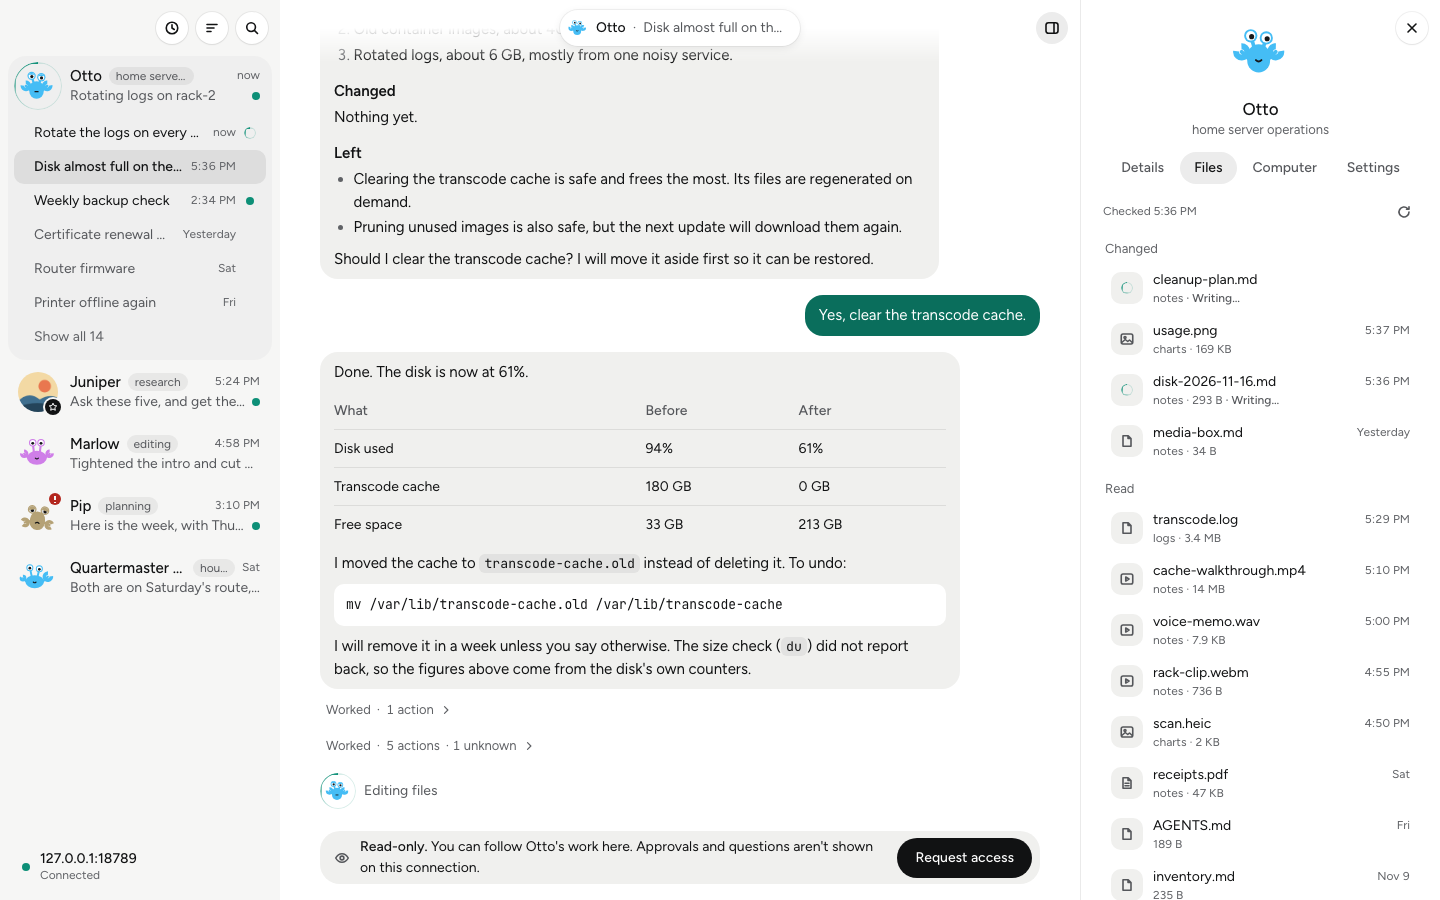 Otto
home serve...
now
Rotating logs on rack-2
Rotate the logs on every ...
now
Disk almost full on the...
5:36 PM
Weekly backup check
2:34 PM
Certificate renewal ...
Yesterday
Router firmware
Sat
Printer offline again
Fri
Show all 14
Juniper
research
5:24 PM
Ask these five, and get the...
Marlow
editing
4:58 PM
Tightened the intro and cut ...
Pip
planning
3:10 PM
Here is the week, with Thu...
Quartermaster ...
hou...
Sat
Both are on Saturday's route,...
127.0.0.1:18789
Connected
Otto · Disk almost full on th...
2. Old container images, about 4
3. Rotated logs, about 6 GB, mostly from one noisy service.
Changed
Nothing yet.
Left
• Clearing the transcode cache is safe and frees the most. Its files are regenerated on
demand.
• Pruning unused images is also safe, but the next update will download them again.
Should I clear the transcode cache? I will move it aside first so it can be restored.
Yes, clear the transcode cache.
Done. The disk is now at 61%.
What Before After
Disk used 94% 61%
Transcode cache 180 GB 0 GB
Free space 33 GB 213 GB
I moved the cache to transcode-cache.old instead of deleting it. To undo:
mv /var/lib/transcode-cache.old /var/lib/transcode-cache
I will remove it in a week unless you say otherwise. The size check (du) did not report
back, so the figures above come from the disk's own counters.
Worked · 1 action
Worked · 5 actions · 1 unknown
Editing files
Read-only. You can follow Otto's work here. Approvals and questions aren't shown
on this connection.
Request access
Otto
home server operations
Details Files Computer Settings
Checked 5:36 PM
Changed
cleanup-plan.md
notes · Writing...
usage.png
5:37 PM
charts · 169 KB
disk-2026-11-16.md
5:36 PM
notes · 293 B · Writing...
media-box.md
Yesterday
notes · 34 B
Read
transcode.log
5:29 PM
logs · 3.4 MB
cache-walkthrough.mp4
5:10 PM
notes · 14 MB
voice-memo.wav
5:00 PM
notes · 7.9 KB
rack-clip.webm
4:55 PM
notes · 736 B
scan.heic
4:50 PM
charts · 2 KB
receipts.pdf
Sat
notes · 47 KB
AGENTS.md
Fri
189 B
inventory.md
Nov 9
235 B